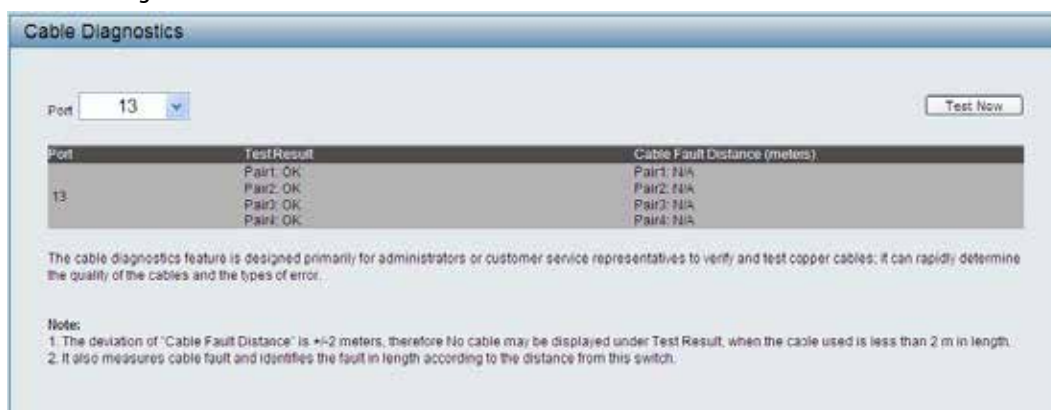 Cable Diagnostics
Port 13 Test Now
Port Test Result Cable Fault Distance (meters)
13
Pair1: OK Pair1: N/A
Pair2: OK Pair2: N/A
Pair3: OK Pair3: N/A
Pair4: OK Pair4: N/A
The cable diagnostics feature is designed primarily for administrators or customer service representatives to verify and test copper cables; it can rapidly determine
the quality of the cables and the types of error.
Note:
1. The deviation of "Cable Fault Distance" is +/-2 meters, therefore No cable may be displayed under Test Result, when the cable used is less than 2 m in length.
2. It also measures cable fault and identifies the fault in length according to the distance from this switch.